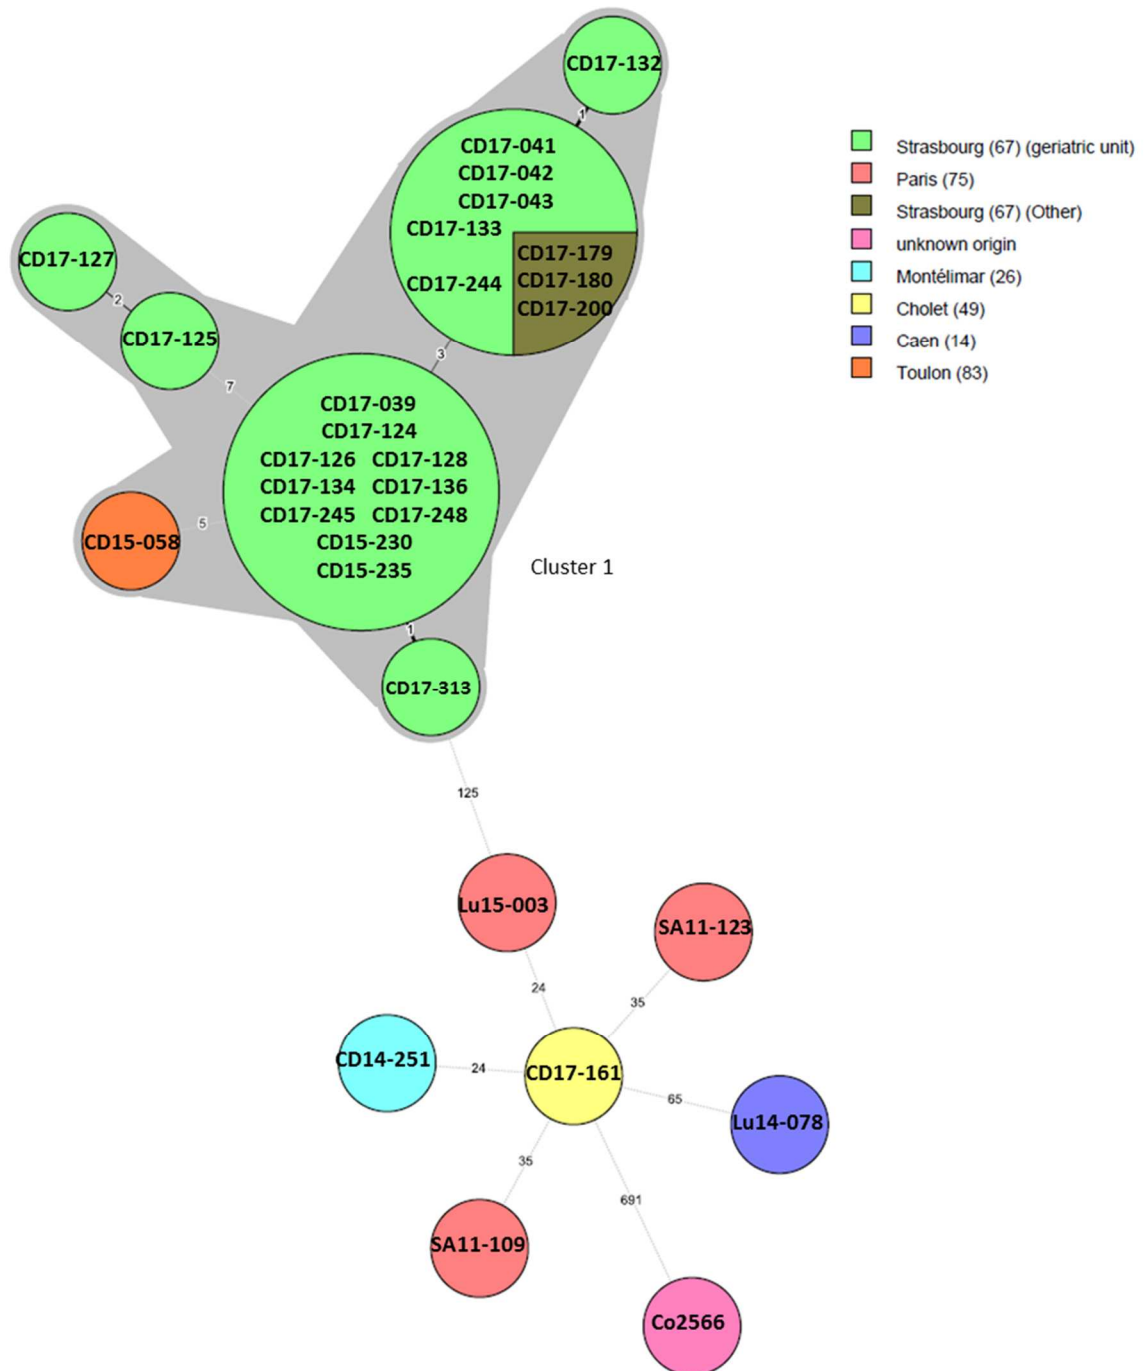 CD17-132
1
CD17-041
CD17-042
CD17-043
CD17-133
CD17-244
CD17-179
CD17-180
CD17-200
Strasbourg (67) (geriatric unit)
Paris (75)
Strasbourg (67) (Other)
unknown origin
Montélimar (26)
Cholet (49)
Caen (14)
Toulon (83)
CD17-127
2
CD17-125
7
3
CD17-039
CD17-124
CD17-126 CD17-128
CD17-134 CD17-136
CD17-245 CD17-248
CD15-230
CD15-235
5
CD15-058
Cluster 1
1
CD17-313
125
Lu15-003
SA11-123
24
35
CD14-251
24
CD17-161
65
Lu14-078
35
691
SA11-109
Co2566